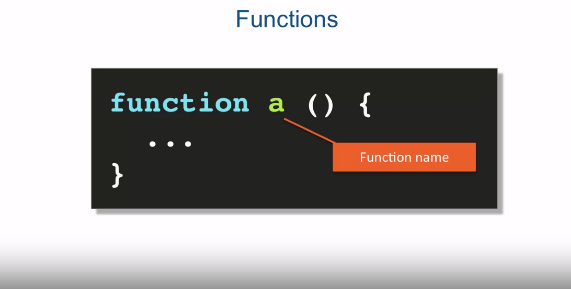 Functions
function a () {
...
Function name
}